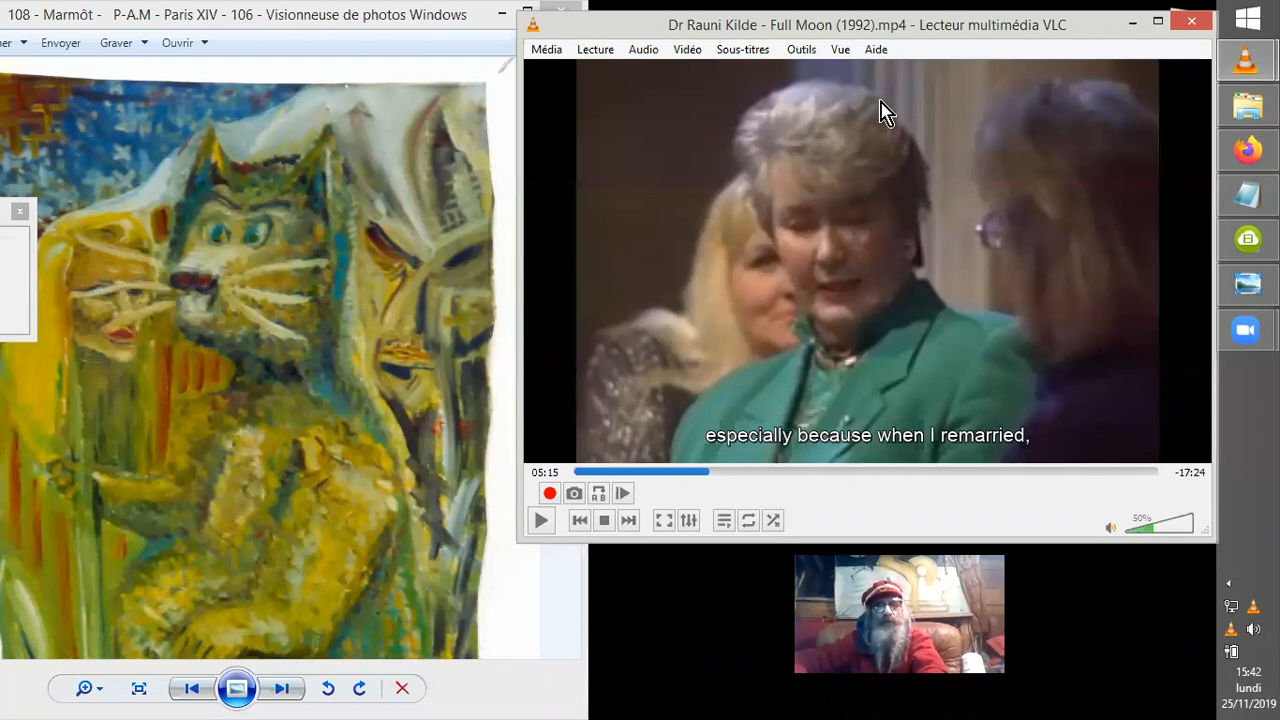 108 - Marmôt -   P-A.M - Paris XIV - 106 - Visionneuse de photos Windows
mer
Envoyer
Graver
Ouvrir
x
Dr Rauni Kilde - Full Moon (1992).mp4 - Lecteur multimédia VLC
Média
Lecture
Audio
Vidéo
Sous-titres
Outils
Vue
Aide
especially because when I remarried,
05:15
-17:24
A B
50%
15:42
lundi
25/11/2019